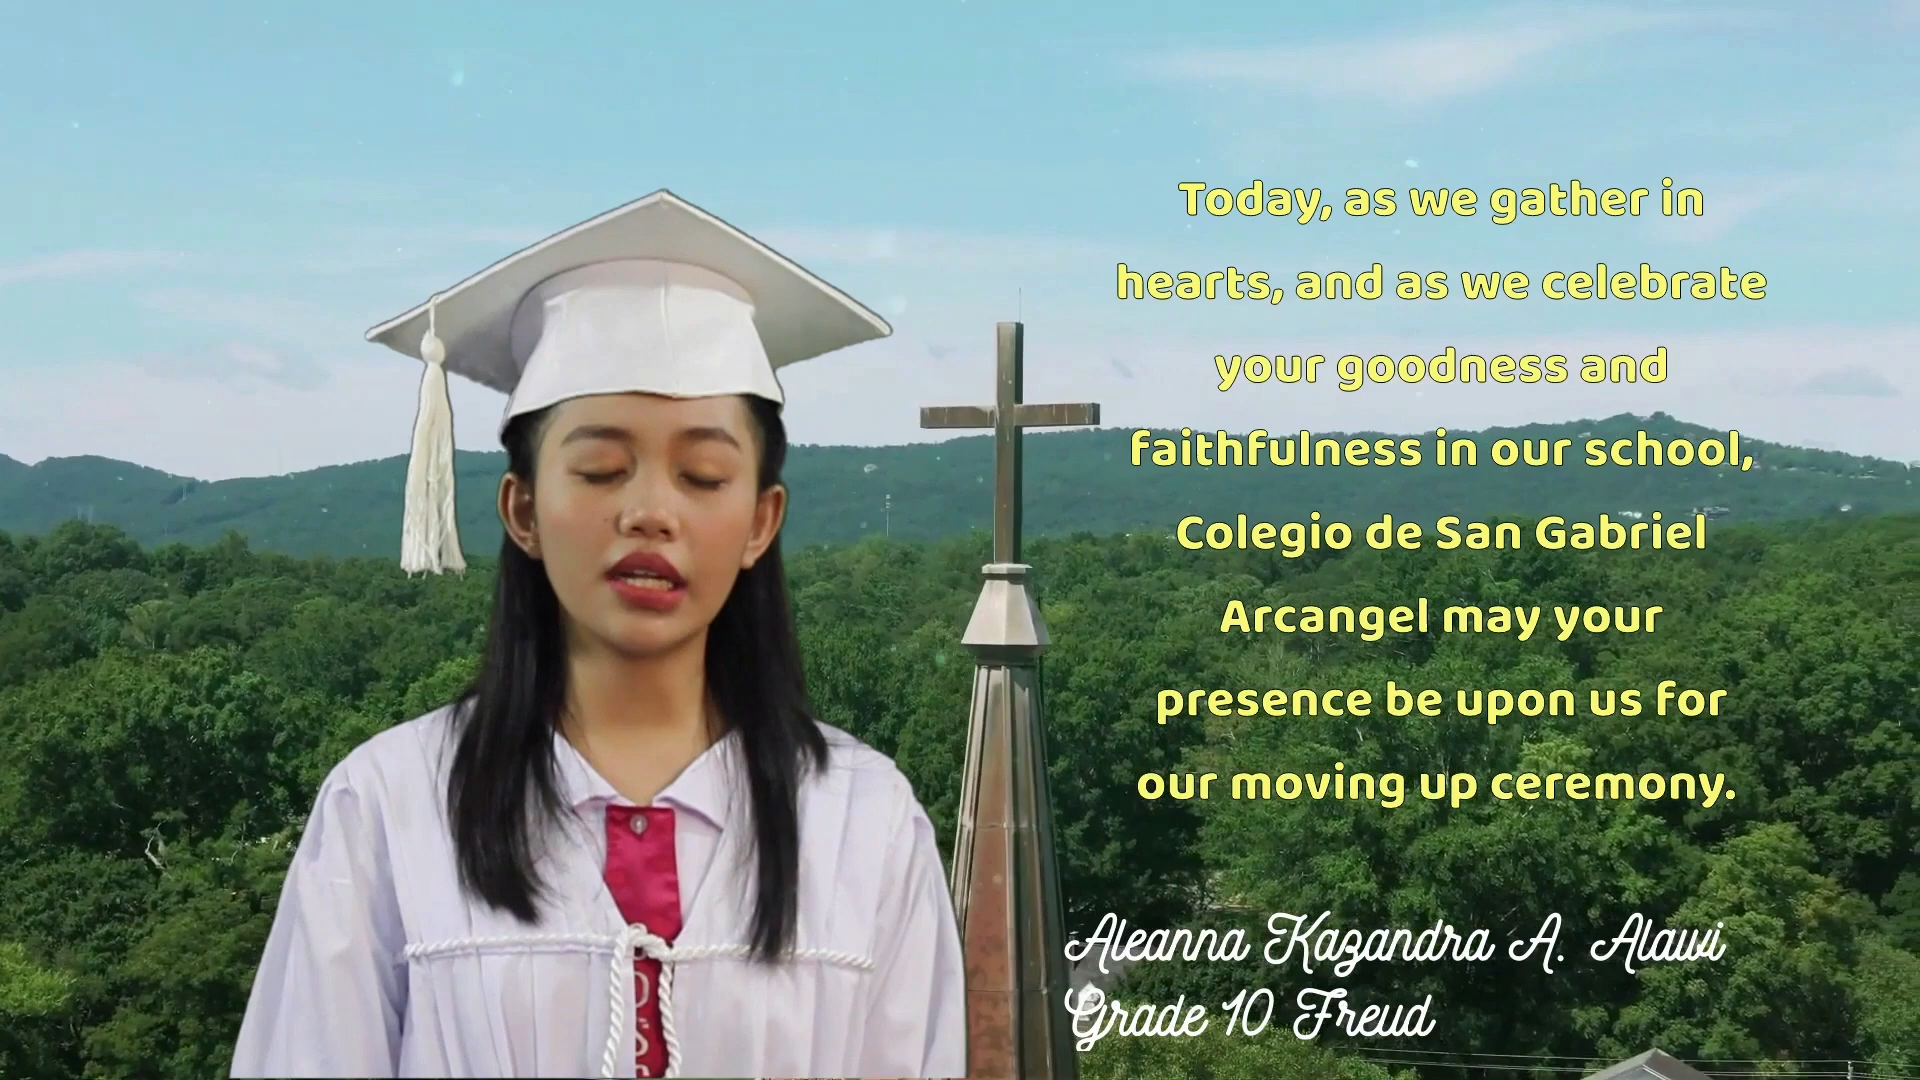 Today, as we gather in
hearts, and as we celebrate
your goodness and
faithfulness in our school,
Colegio de San Gabriel
Arcangel may your
presence be upon us for
our moving up ceremony.
Aleanna Kazandra A. Alawi
Grade 10 Freud